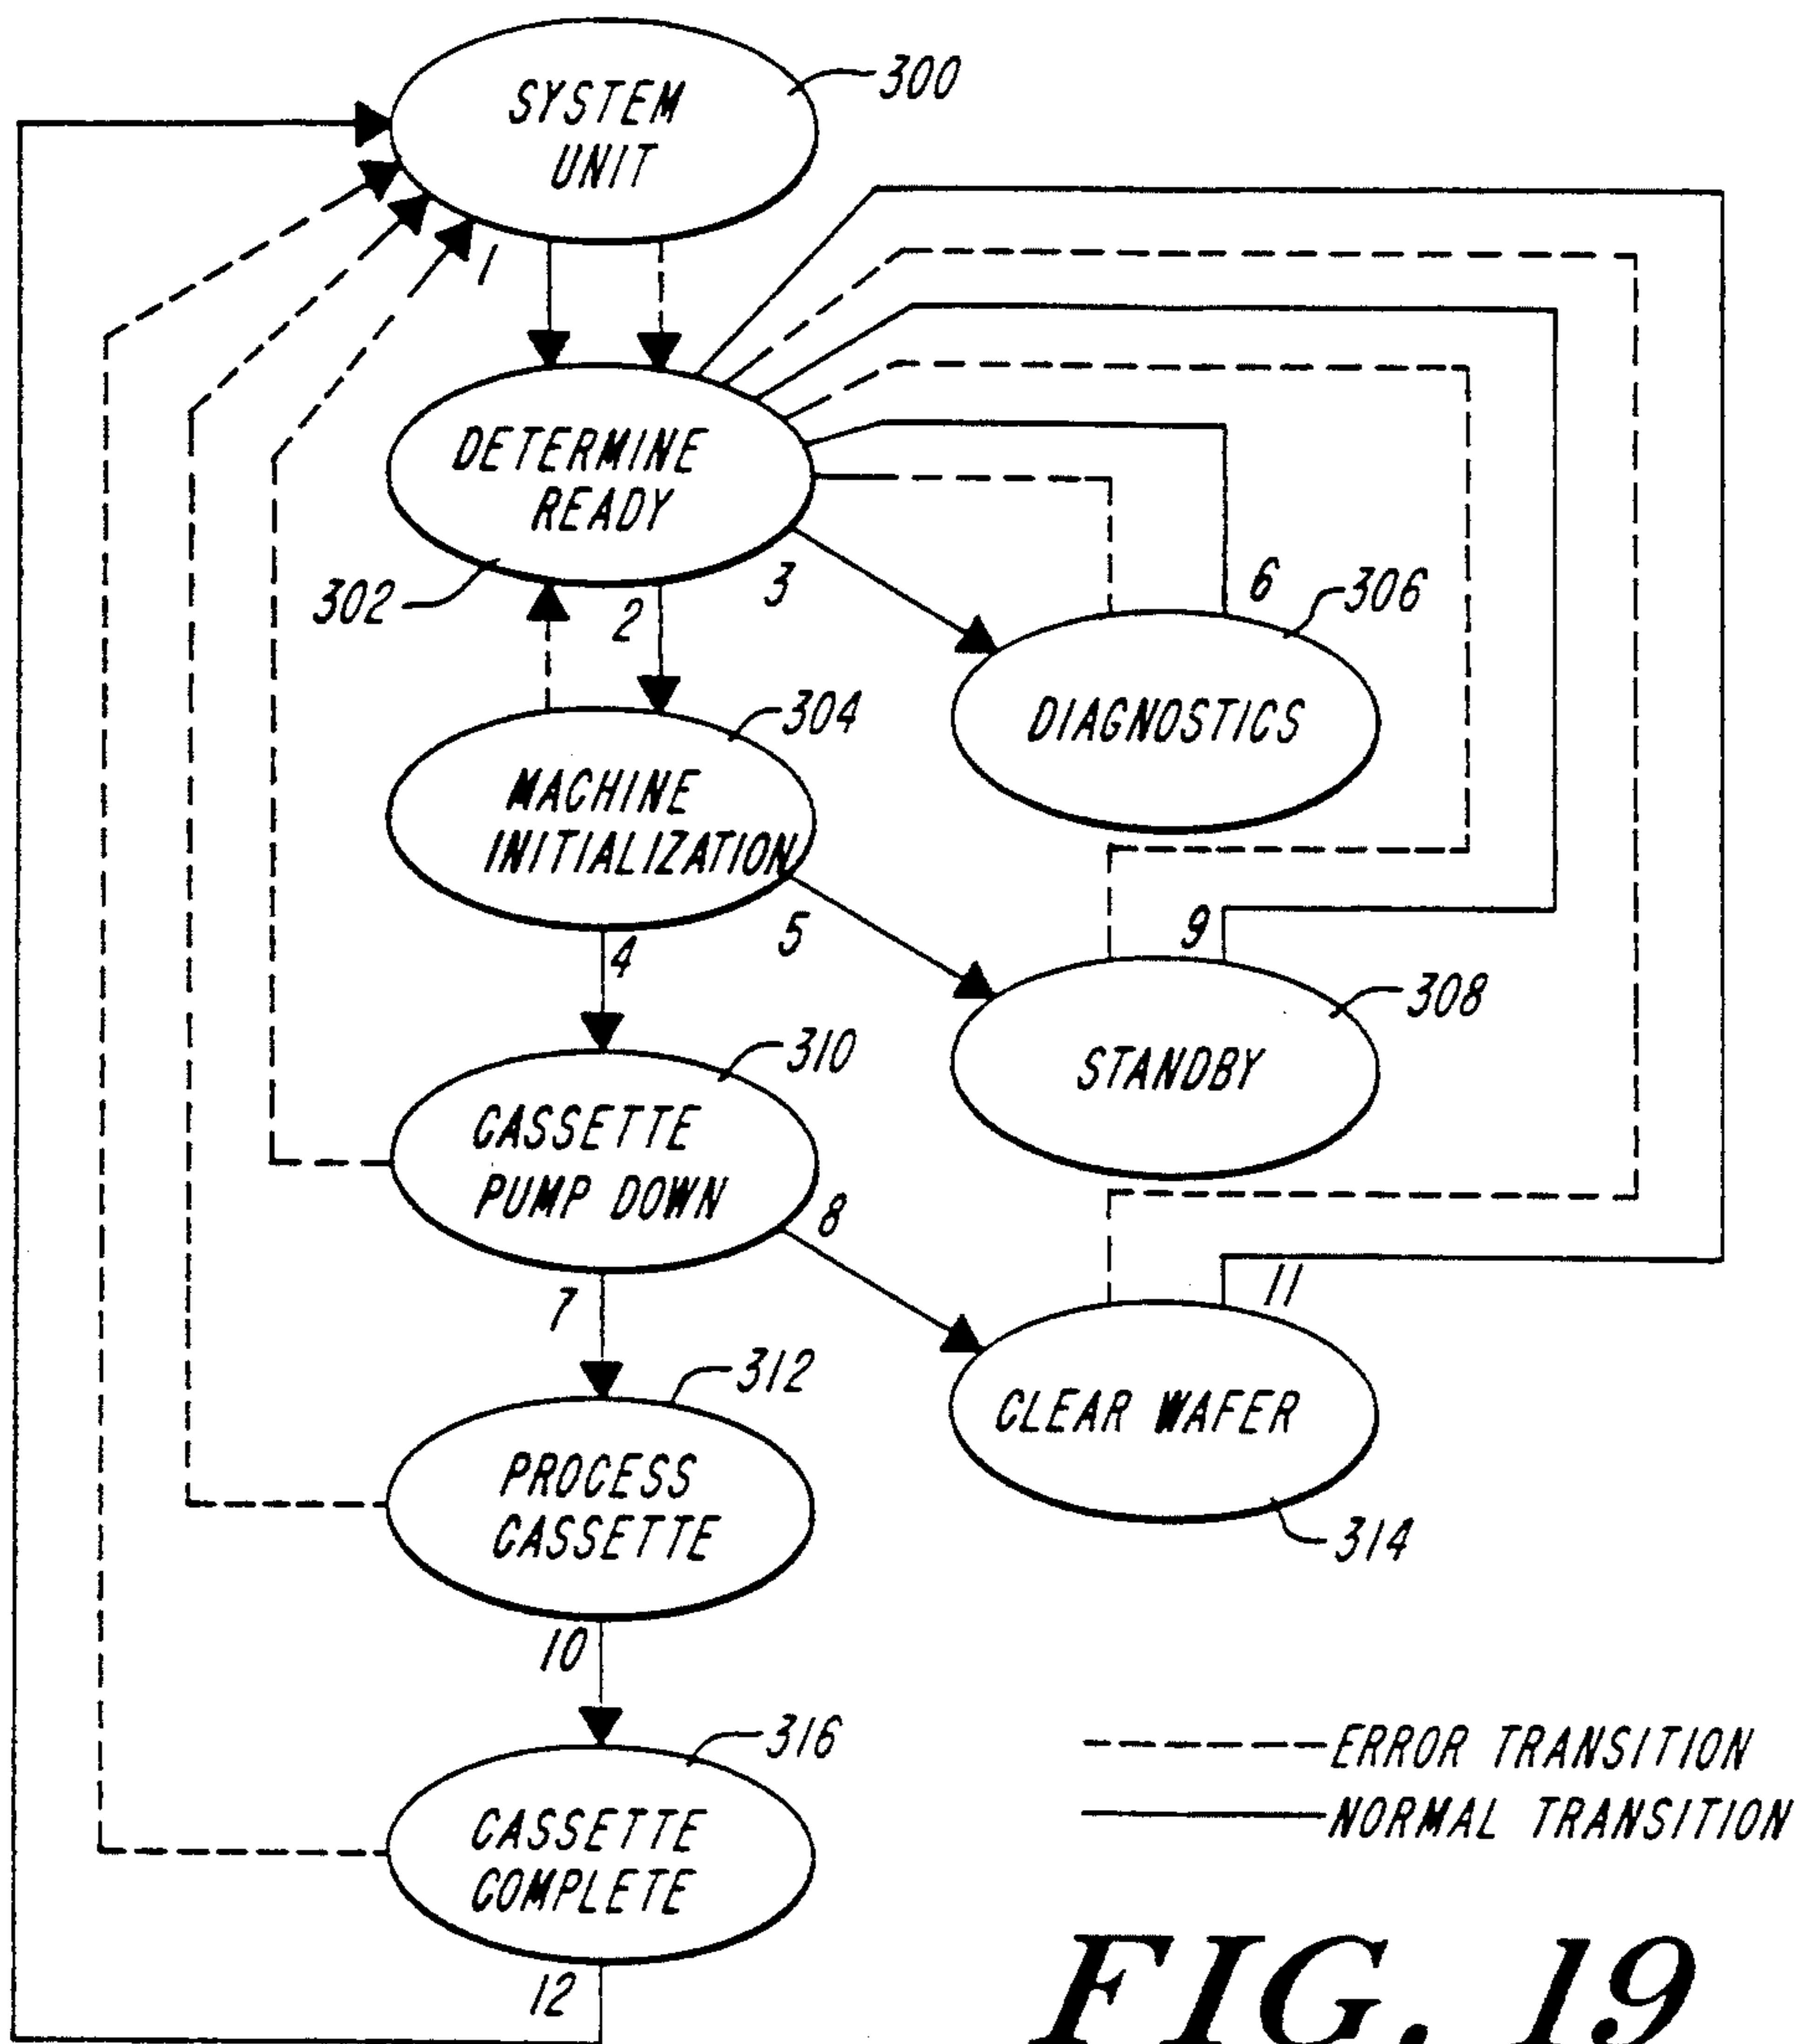 SYSTEM
UNIT
300
1
DETERMINE
READY
302
2
3
6
306
DIAGNOSTICS
304
MACHINE
INITIALIZATION
4
5
9
308
STANDBY
310
CASSETTE
PUMP DOWN
8
7
11
312
PROCESS
CASSETTE
CLEAR WAFER
314
10
316
CASSETTE
COMPLETE
12
ERROR TRANSITION
NORMAL TRANSITION
FIG. 19